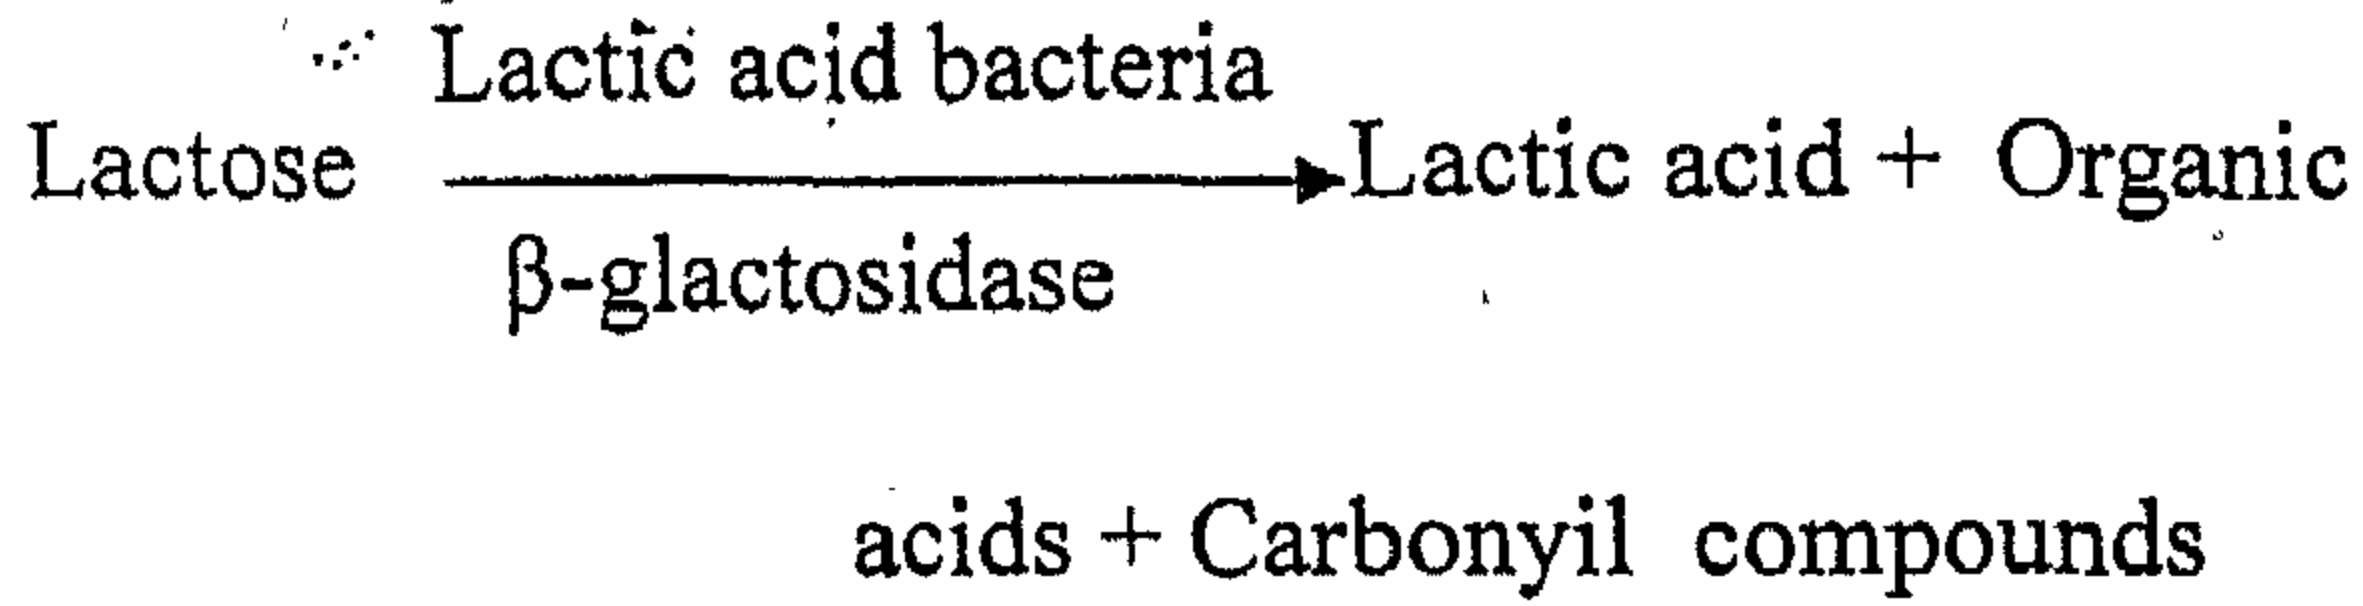 Lactic acid bacteria
Lactose → Lactic acid + Organic
β-glactosidase
acids + Carbonyil compounds